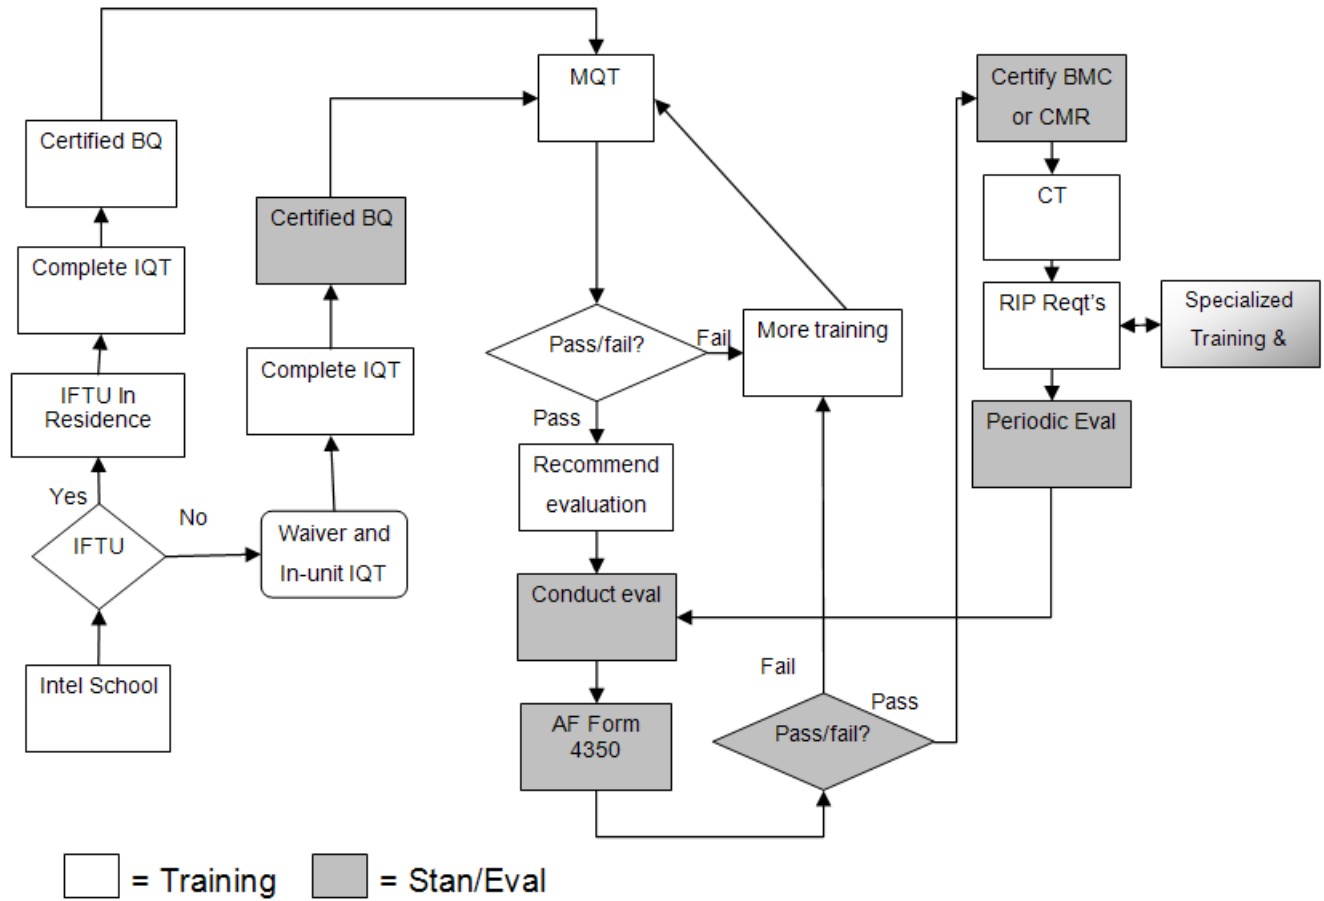 MQT
Certify BMC
or CMR
Certified BQ
CT
Certified BQ
Complete IQT
RIP Reqt's
Specialized
Training &
Pass/fail?
Fail
More training
Complete IQT
IFTU In
Residence
Pass
Periodic Eval
Recommend
evaluation
Yes
No
IFTU
Waiver and
In-unit IQT
Conduct eval
Intel School
Fail
Pass
AF Form
4350
Pass/fail?
= Training
= Stan/Eval